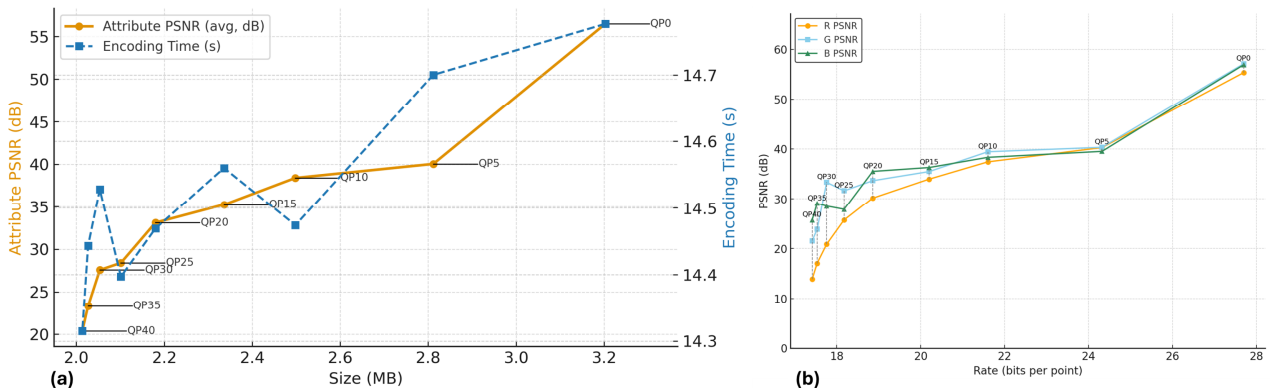 Attribute PSNR (avg, dB)
Encoding Time (s)
Attribute PSNR (dB)
55
50
45
40
35
30
25
20
QP0
QP5
QP10
QP15
QP20
QP25
QP30
QP35
QP40
14.7
14.6
14.5
14.4
14.3
Encoding Time (s)
2.0 2.2 2.4 2.6 2.8 3.0 3.2
Size (MB)
(a)
R PSNR
G PSNR
B PSNR
PSNR (dB)
60
50
40
30
20
10
0
QP0
QP5
QP10
QP15
QP20
QP30
QP25
QP35
QP40
18 20 22 24 26 28
Rate (bits per point)
(b)